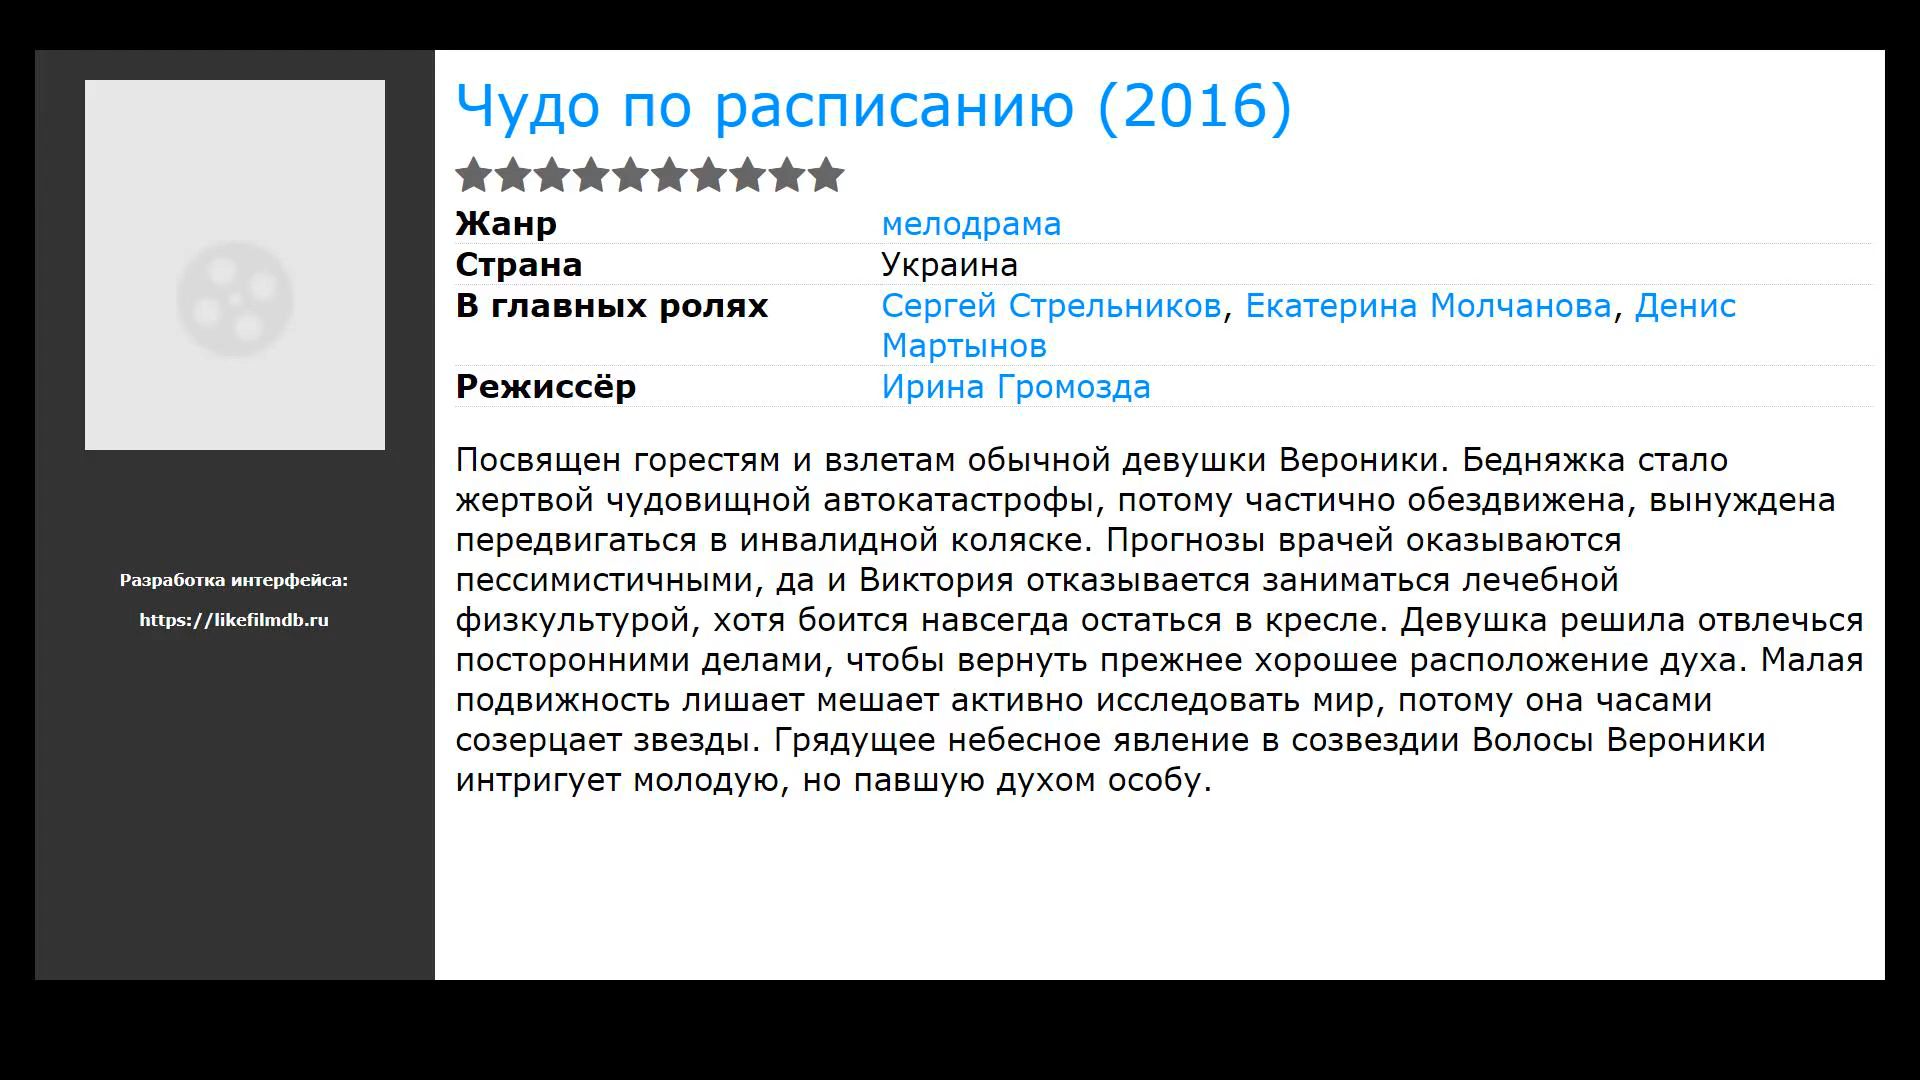 Чудо по расписанию (2016)
Жанр мелодрама
Страна Украина
В главных ролях Сергей Стрельников, Екатерина Молчанова, Денис
Мартынов
Режиссёр Ирина Громозда
Посвящен горестям и взлетам обычной девушки Вероники. Бедняжка стало
жертвой чудовищной автокатастрофы, потому частично обездвижена, вынуждена
передвигаться в инвалидной коляске. Прогнозы врачей оказываются
пессимистичными, да и Виктория отказывается заниматься лечебной
физкультурой, хотя боится навсегда остаться в кресле. Девушка решила отвлечься
посторонними делами, чтобы вернуть прежнее хорошее расположение духа. Малая
подвижность лишает мешает активно исследовать мир, потому она часами
созерцает звезды. Грядущее небесное явление в созвездии Волосы Вероники
интригует молодую, но павшую духом особу.
Разработка интерфейса:
https://likefilmdb.ru